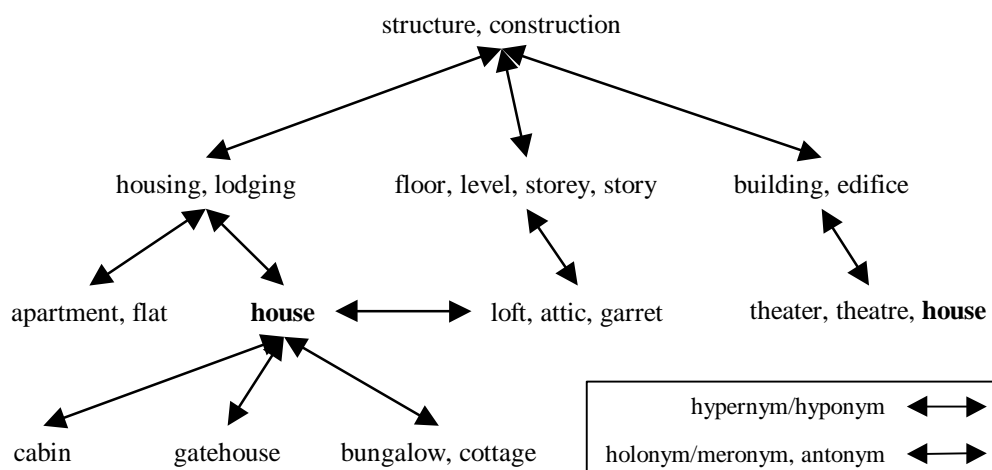 structure, construction
housing, lodging floor, level, storey, story building, edifice
apartment, flat house loft, attic, garret theater, theatre, house
cabin gatehouse bungalow, cottage
hypernym/hyponym
holonym/meronym, antonym